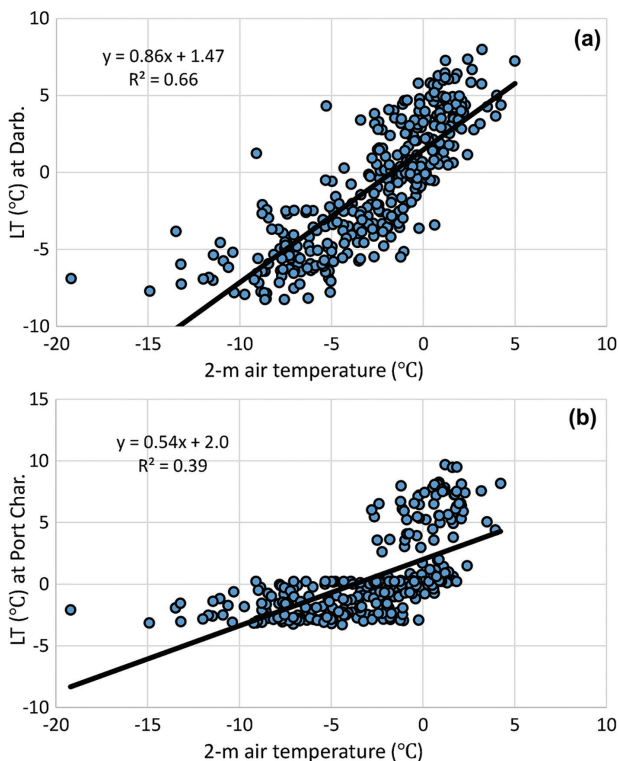 10
(a)
y = 0.86x + 1.47
R² = 0.66
5
0
-5
-10
LT (°C) at Darb.
-20
-15
-10
-5
0
5
10
2-m air temperature (°C)
15
(b)
y = 0.54x + 2.0
R² = 0.39
10
5
0
-5
-10
LT (°C) at Port Char.
-20
-15
-10
-5
0
5
10
2-m air temperature (°C)